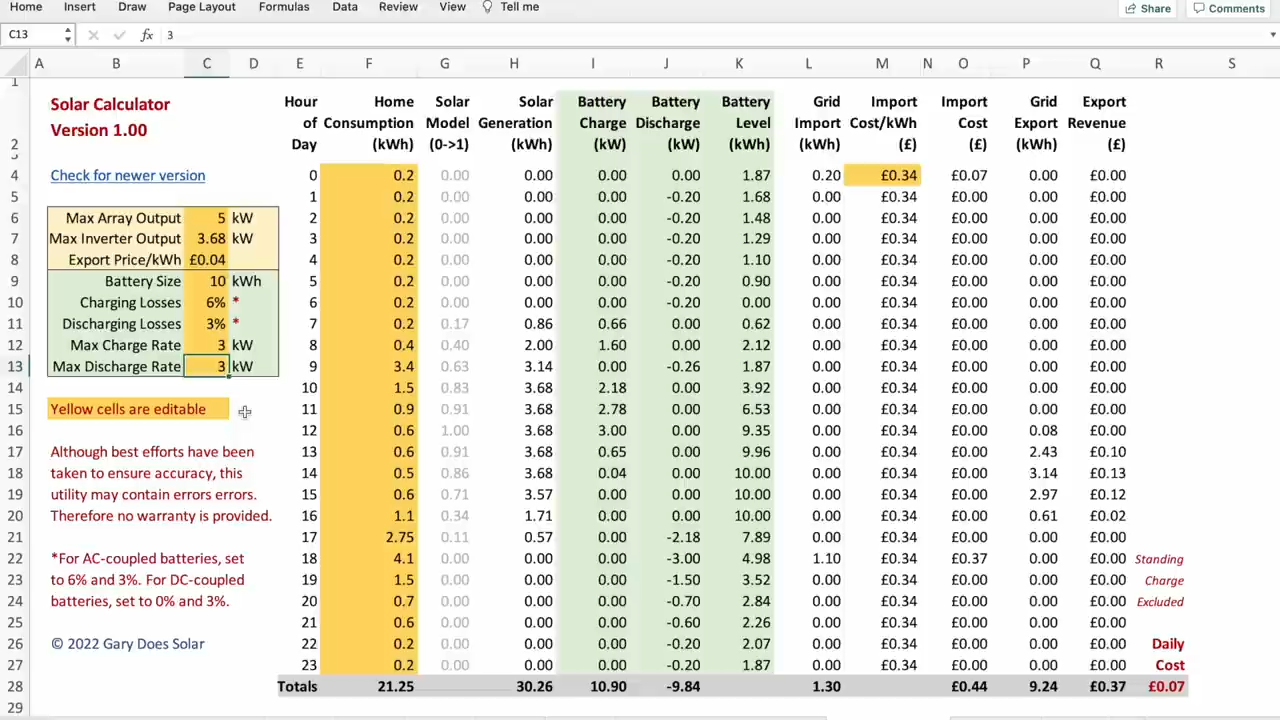 Home Insert Draw Page Layout Formulas Data Review View Tell me Share Comments
C13 fx 3
A B C D E F G H I J K L M N O P Q R S
1
Solar Calculator Hour Home Solar Solar Battery Battery Battery Grid Import Import Grid Export
Version 1.00 of Consumption Model Generation Charge Discharge Level Import Cost/kWh Cost Export Revenue
2 Day (kWh) (0->1) (kWh) (kW) (kW) (kWh) (kWh) (£) (£) (kWh) (£)
4 Check for newer version 0 0.2 0.00 0.00 0.00 0.00 1.87 0.20 £0.34 £0.07 0.00 £0.00
5 1 0.2 0.00 0.00 0.00 -0.20 1.68 0.00 £0.34 £0.00 0.00 £0.00
6 Max Array Output 5 kW 2 0.2 0.00 0.00 0.00 -0.20 1.48 0.00 £0.34 £0.00 0.00 £0.00
7 Max Inverter Output 3.68 kW 3 0.2 0.00 0.00 0.00 -0.20 1.29 0.00 £0.34 £0.00 0.00 £0.00
8 Export Price/kWh £0.04 4 0.2 0.00 0.00 0.00 -0.20 1.10 0.00 £0.34 £0.00 0.00 £0.00
9 Battery Size 10 kWh 5 0.2 0.00 0.00 0.00 -0.20 0.90 0.00 £0.34 £0.00 0.00 £0.00
10 Charging Losses 6% * 6 0.2 0.00 0.00 0.00 -0.20 0.00 0.00 £0.34 £0.00 0.00 £0.00
11 Discharging Losses 3% * 7 0.2 0.17 0.86 0.66 0.00 0.62 0.00 £0.34 £0.00 0.00 £0.00
12 Max Charge Rate 3 kW 8 0.4 0.40 2.00 1.60 0.00 2.12 0.00 £0.34 £0.00 0.00 £0.00
13 Max Discharge Rate 3 kW 9 3.4 0.63 3.14 0.00 -0.26 1.87 0.00 £0.34 £0.00 0.00 £0.00
14 10 1.5 0.83 3.68 2.18 0.00 3.92 0.00 £0.34 £0.00 0.00 £0.00
15 Yellow cells are editable 11 0.9 0.91 3.68 2.78 0.00 6.53 0.00 £0.34 £0.00 0.00 £0.00
16 12 0.6 1.00 3.68 3.00 0.00 9.35 0.00 £0.34 £0.00 0.08 £0.00
17 Although best efforts have been 13 0.6 0.91 3.68 0.65 0.00 9.96 0.00 £0.34 £0.00 2.43 £0.10
18 taken to ensure accuracy, this 14 0.5 0.86 3.68 0.04 0.00 10.00 0.00 £0.34 £0.00 3.14 £0.13
19 utility may contain errors errors. 15 0.6 0.71 3.57 0.00 0.00 10.00 0.00 £0.34 £0.00 2.97 £0.12
20 Therefore no warranty is provided. 16 1.1 0.34 1.71 0.00 0.00 10.00 0.00 £0.34 £0.00 0.61 £0.02
21 17 2.75 0.11 0.57 0.00 -2.18 7.89 0.00 £0.34 £0.00 0.00 £0.00
22 *For AC-coupled batteries, set 18 4.1 0.00 0.00 0.00 -3.00 4.98 1.10 £0.34 £0.37 0.00 £0.00 Standing
23 to 6% and 3%. For DC-coupled 19 1.5 0.00 0.00 0.00 -1.50 3.52 0.00 £0.34 £0.00 0.00 £0.00 Charge
24 batteries, set to 0% and 3%. 20 0.7 0.00 0.00 0.00 -0.70 2.84 0.00 £0.34 £0.00 0.00 £0.00 Excluded
25 21 0.6 0.00 0.00 0.00 -0.60 2.26 0.00 £0.34 £0.00 0.00 £0.00
26 © 2022 Gary Does Solar 22 0.2 0.00 0.00 0.00 -0.20 2.07 0.00 £0.34 £0.00 0.00 £0.00 Daily
27 23 0.2 0.00 0.00 0.00 -0.20 1.87 0.00 £0.34 £0.00 0.00 £0.00 Cost
28 Totals 21.25 30.26 10.90 -9.84 1.30 £0.44 9.24 £0.37 £0.07
29